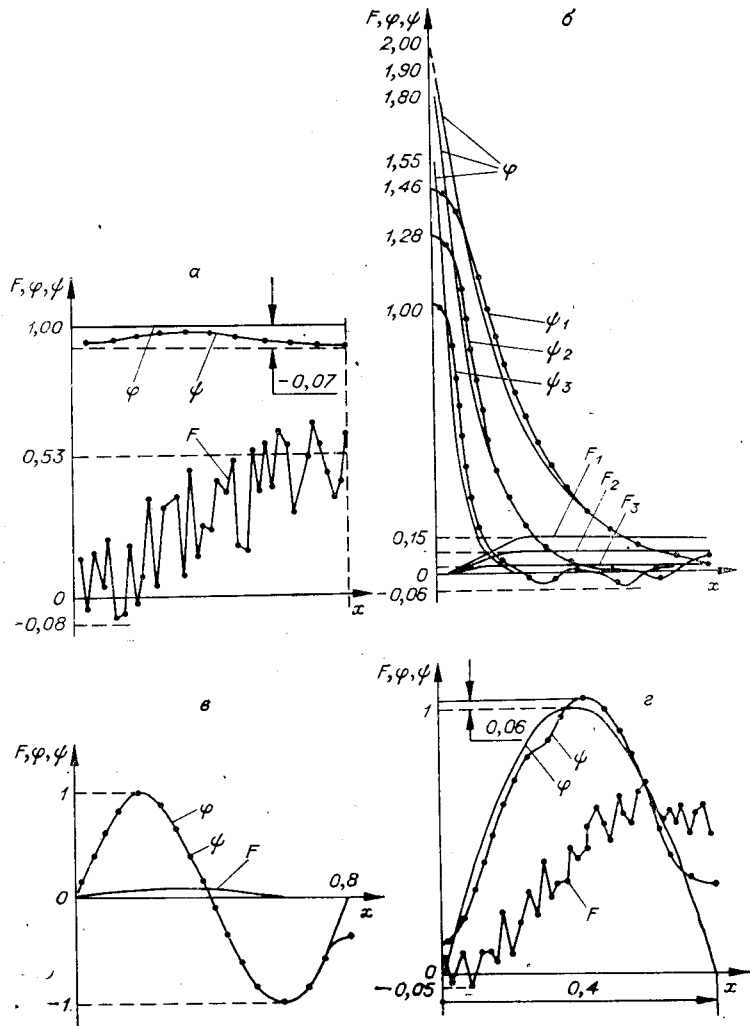 а
F, φ, ψ
1,00
φ
ψ
-0,07
F
0,53
0
-0,08
x
б
F, φ, ψ
2,00
1,90
1,80
φ
1,55
1,46
1,28
1,00
ψ1
ψ2
ψ3
F1
F2
F3
0,15
0
-0,06
x
в
F, φ, ψ
1
φ
ψ
F
0,8
0
x
-1
г
F, φ, ψ
1
0,06
ψ
φ
F
0
-0,05
0,4
x